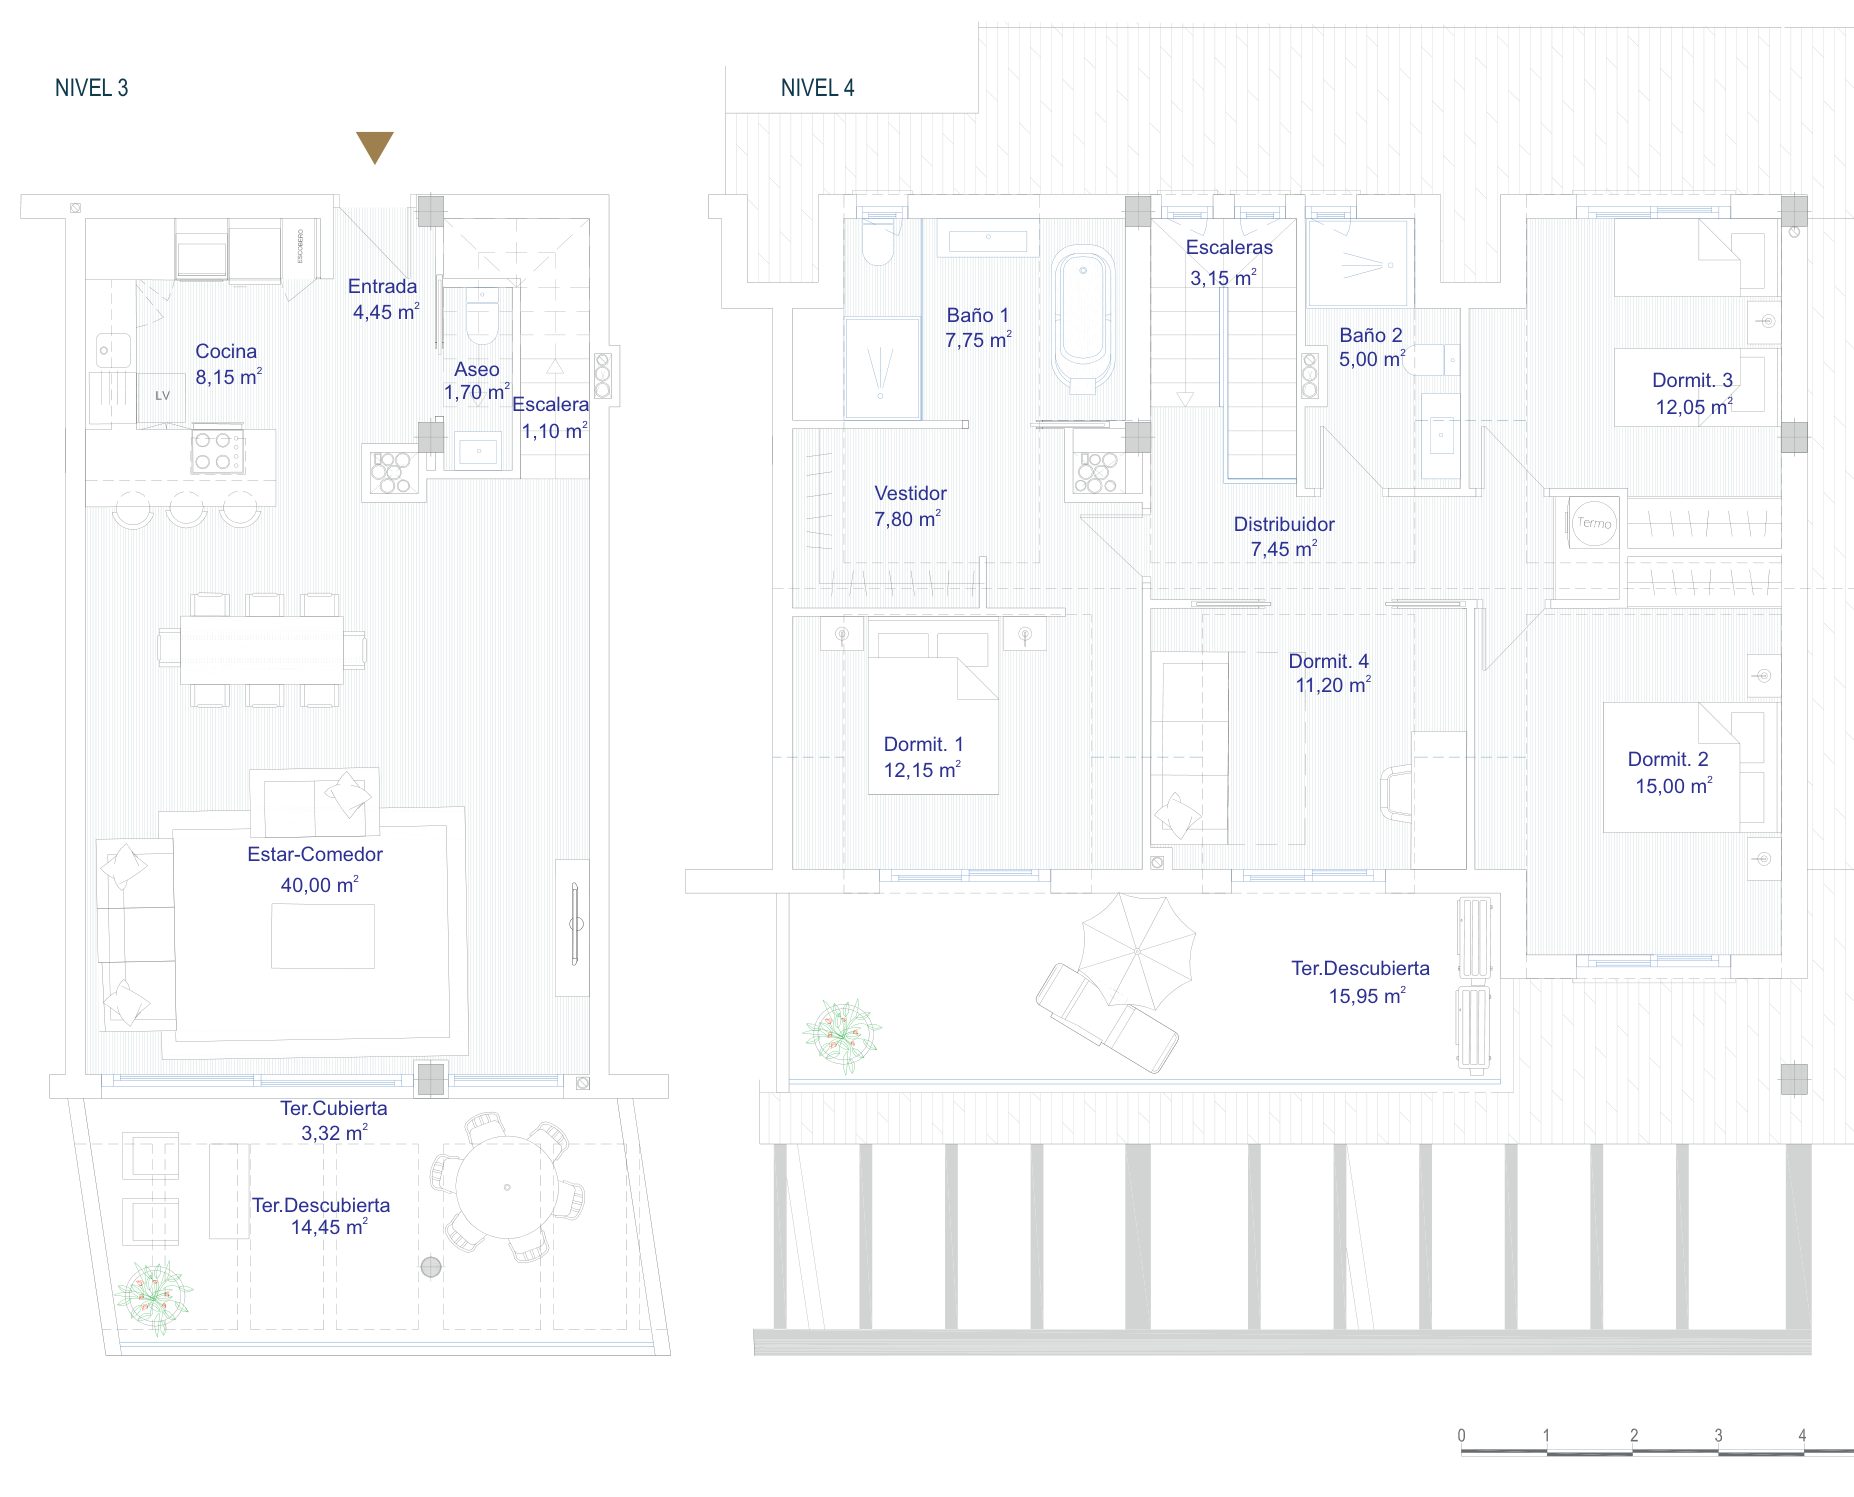 NIVEL 3
NIVEL 4
ESCOBERO
Entrada
4,45 m²
Cocina
8,15 m²
LV
Aseo
1,70 m²
Escalera
1,10 m²
Estar-Comedor
40,00 m²
Ter.Cubierta
3,32 m²
Ter.Descubierta
14,45 m²
Escaleras
3,15 m²
Baño 1
7,75 m²
Baño 2
5,00 m²
Dormit. 3
12,05 m²
Vestidor
7,80 m²
Distribuidor
7,45 m²
Termo
Dormit. 4
11,20 m²
Dormit. 1
12,15 m²
Dormit. 2
15,00 m²
Ter.Descubierta
15,95 m²
0 1 2 3 4